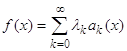 f(x) = ∑_{k=0}^{∞} λ_k a_k(x)